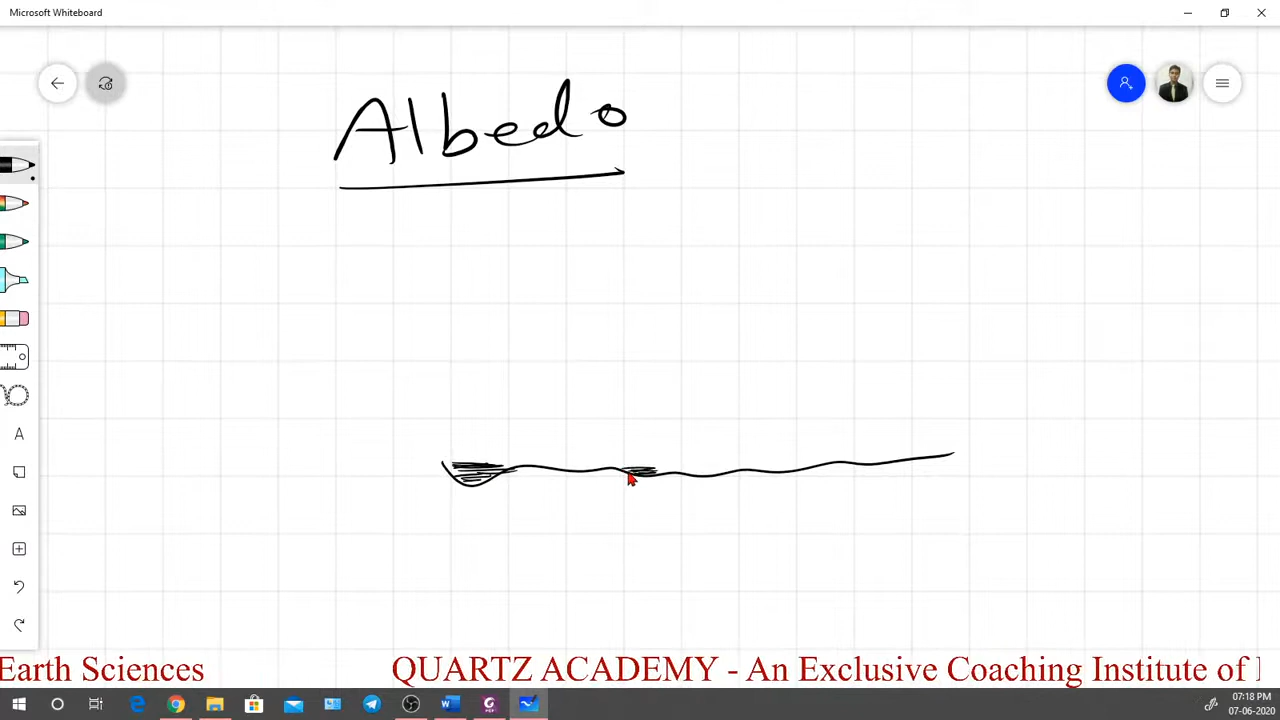 Microsoft Whiteboard
Albedo
A
Earth Sciences QUARTZ ACADEMY - An Exclusive Coaching Institute of
07:18 PM
07-06-2020